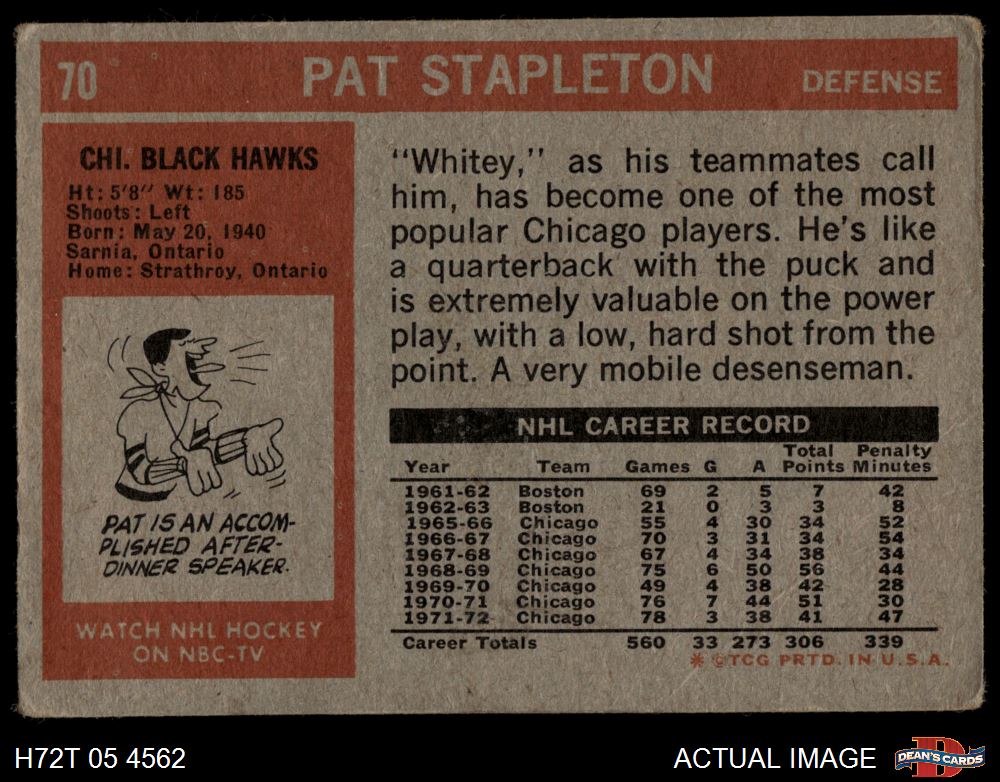 70 PAT STAPLETON DEFENSE
CHI. BLACK HAWKS
Ht: 5'8" Wt: 185
Shoots: Left
Born: May 20, 1940
Sarnia, Ontario
Home: Strathroy, Ontario
PAT IS AN ACCOM-
PLISHED AFTER-
DINNER SPEAKER.
WATCH NHL HOCKEY
ON NBC-TV
"Whitey," as his teammates call
him, has become one of the most
popular Chicago players. He's like
a quarterback with the puck and
is extremely valuable on the power
play, with a low, hard shot from the
point. A very mobile desenseman.
NHL CAREER RECORD
Year Team Games G A Total Points Penalty Minutes
1961-62 Boston 69 2 5 7 42
1962-63 Boston 21 0 3 3 8
1965-66 Chicago 55 4 30 34 52
1966-67 Chicago 70 3 31 34 54
1967-68 Chicago 67 4 34 38 34
1968-69 Chicago 75 6 50 56 44
1969-70 Chicago 49 4 38 42 28
1970-71 Chicago 76 7 44 51 30
1971-72 Chicago 78 3 38 41 47
Career Totals 560 33 273 306 339
* ©TCG PRTD. IN U.S.A.
H72T 05 4562
ACTUAL IMAGE
D
DEAN'S CARDS